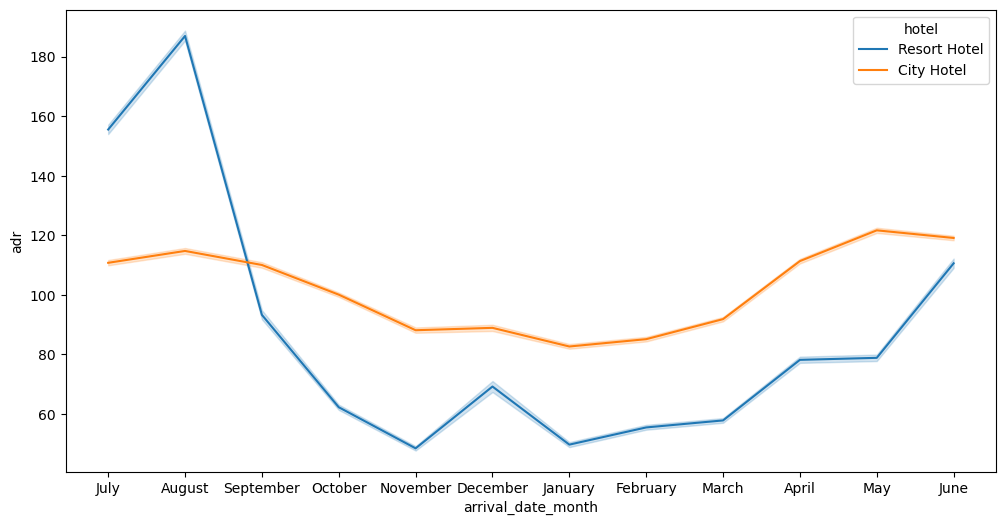 hotel
Resort Hotel
City Hotel
180
160
140
120
100
80
60
adr
July August September October November December January February March April May June
arrival_date_month